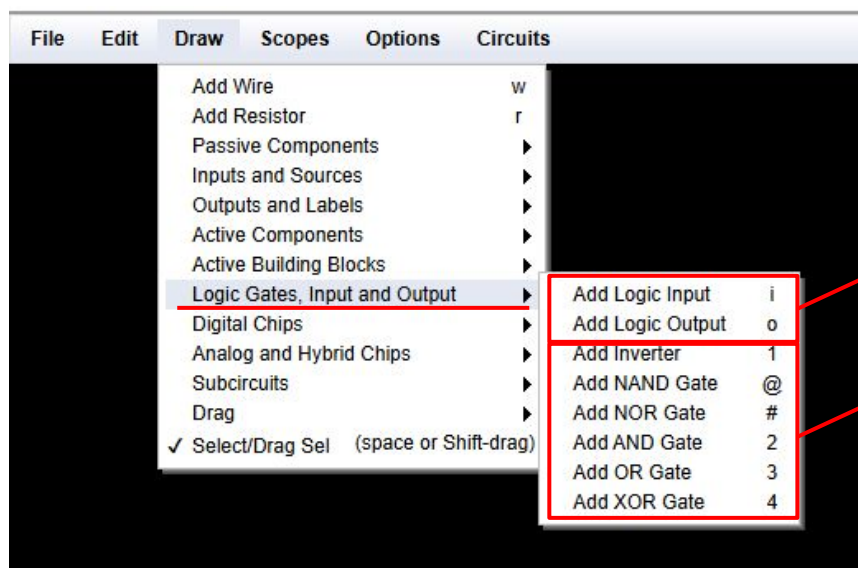 File Edit Draw Scopes Options Circuits
Add Wire w
Add Resistor r
Passive Components
Inputs and Sources
Outputs and Labels
Active Components
Active Building Blocks
Logic Gates, Input and Output
Digital Chips
Analog and Hybrid Chips
Subcircuits
Drag
✓ Select/Drag Sel (space or Shift-drag)
Add Logic Input i
Add Logic Output o
Add Inverter 1
Add NAND Gate @
Add NOR Gate #
Add AND Gate 2
Add OR Gate 3
Add XOR Gate 4